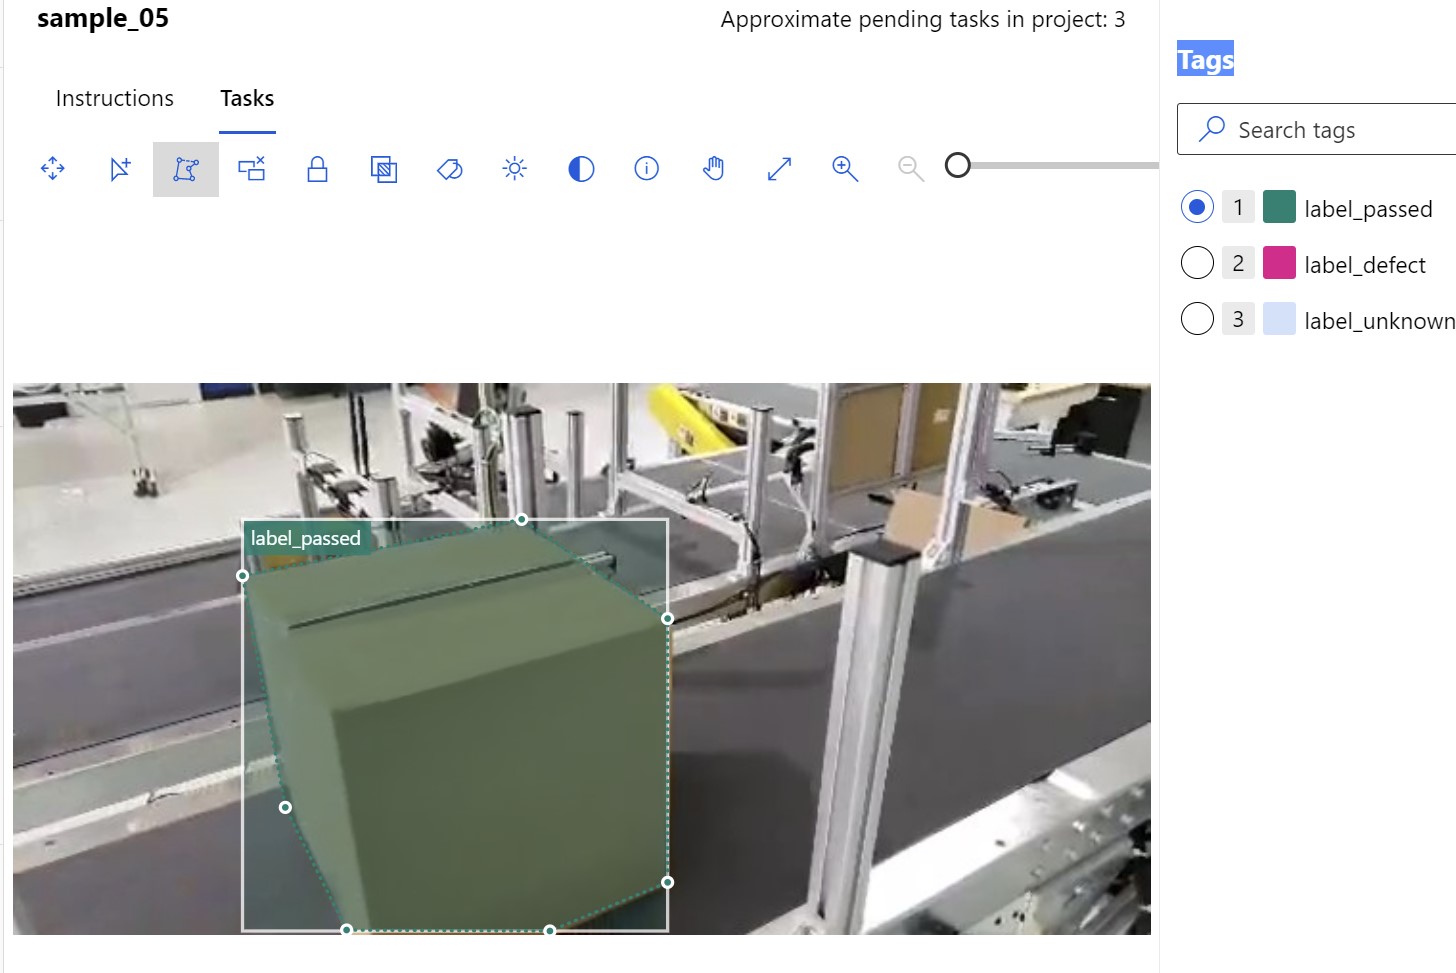 sample_05
Approximate pending tasks in project: 3
Instructions
Tasks
Tags
Search tags
1 label_passed
2 label_defect
3 label_unknown
label_passed